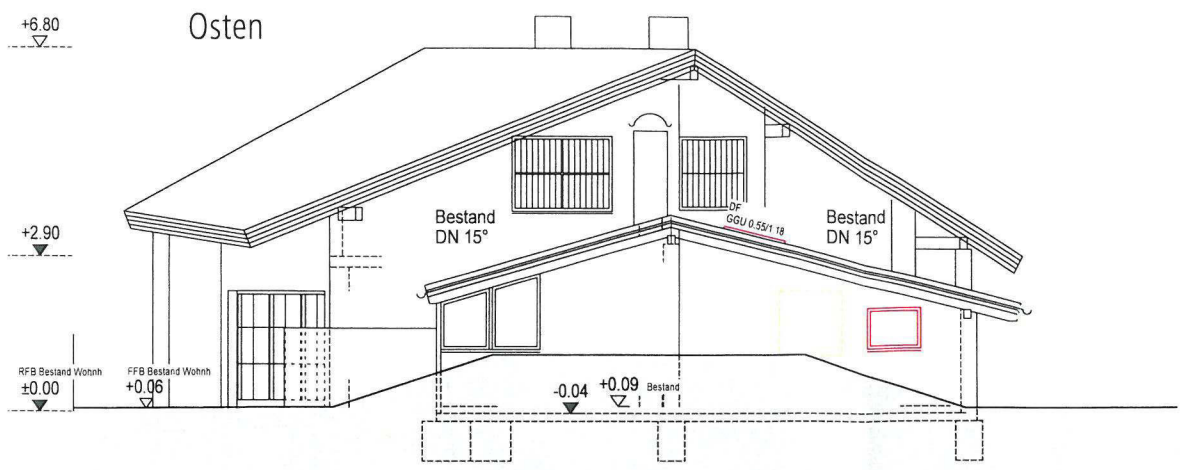 +6.80
Osten
+2.90
Bestand
DN 15°
DF
GGU 0.55/1.18
Bestand
DN 15°
RFB Bestand Wohnh
±0.00
FFB Bestand Wohnh
+0.06
-0.04
+0.09
Bestand